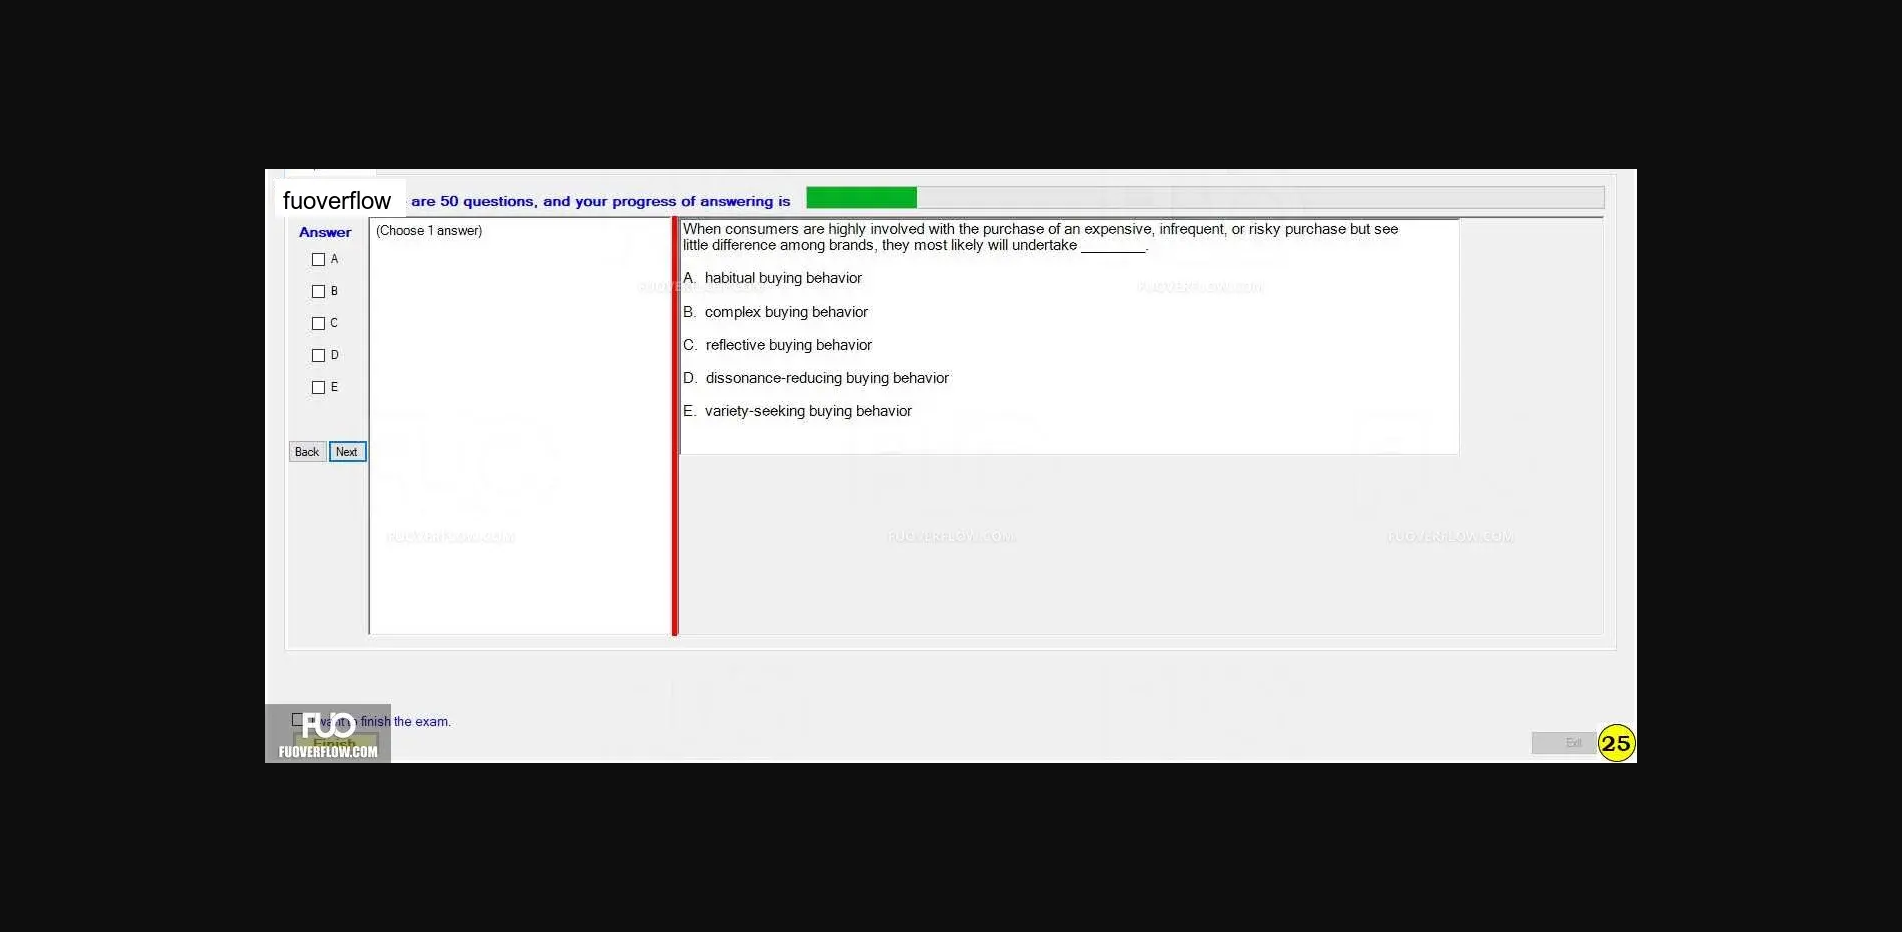 fuoverflow are 50 questions, and your progress of answering is
Answer
(Choose 1 answer)
A
B
C
D
E
Back Next
When consumers are highly involved with the purchase of an expensive, infrequent, or risky purchase but see
little difference among brands, they most likely will undertake ________.
A. habitual buying behavior
B. complex buying behavior
C. reflective buying behavior
D. dissonance-reducing buying behavior
E. variety-seeking buying behavior
FUOVERFLOW.COM
FUOVERFLOW.COM
FUOVERFLOW.COM
FUOVERFLOW.COM
FUOVERFLOW.COM
I want to finish the exam.
Finish
FUO
FUOVERFLOW.COM
Exit
25